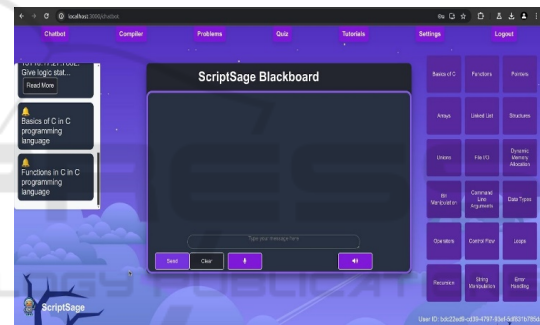 localhost:3000/chatbot
Chatbot
Compiler
Problems
Quiz
Tutorials
Settings
Logout
Give logic stat...
Read More
Basics of C in C
programming
language
Functions in C in C
programming
language
ScriptSage Blackboard
Type your message here
Send
Clear
Basics of C
Functions
Pointers
Arrays
Linked List
Structures
Unions
File I/O
Dynamic
Memory
Allocation
Bit
Manipulation
Command
Line
Arguments
Data Types
Operators
Control Flow
Loops
Recursion
String
Manipulation
Error
Handling
ScriptSage
User ID: